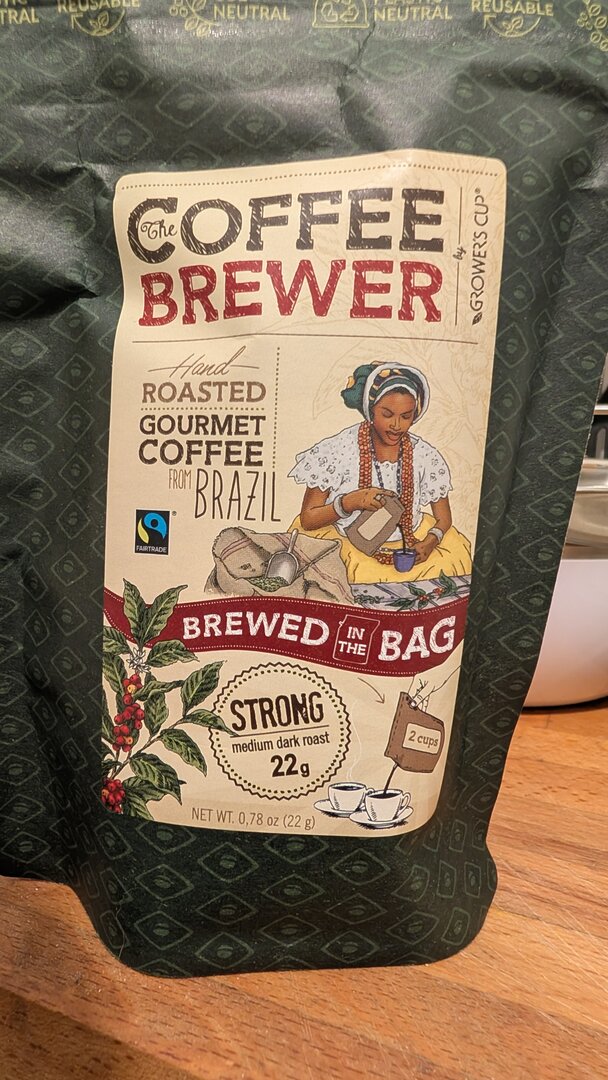 REUSABLE
NEUTRAL
NEUTRAL
REUSABLE
The COFFEE
BREWER
by GROWER'S CUP®
Hand
ROASTED
GOURMET
COFFEE
FROM BRAZIL
FAIRTRADE
®
BREWED IN THE BAG
STRONG
medium dark roast
22g
2 cups
NET WT. 0,78 oz (22 g)